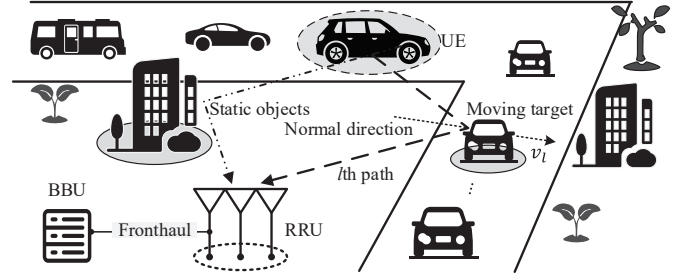 UE
Static objects
Moving target
Normal direction
v_l
lth path
BBU
Fronthaul
RRU